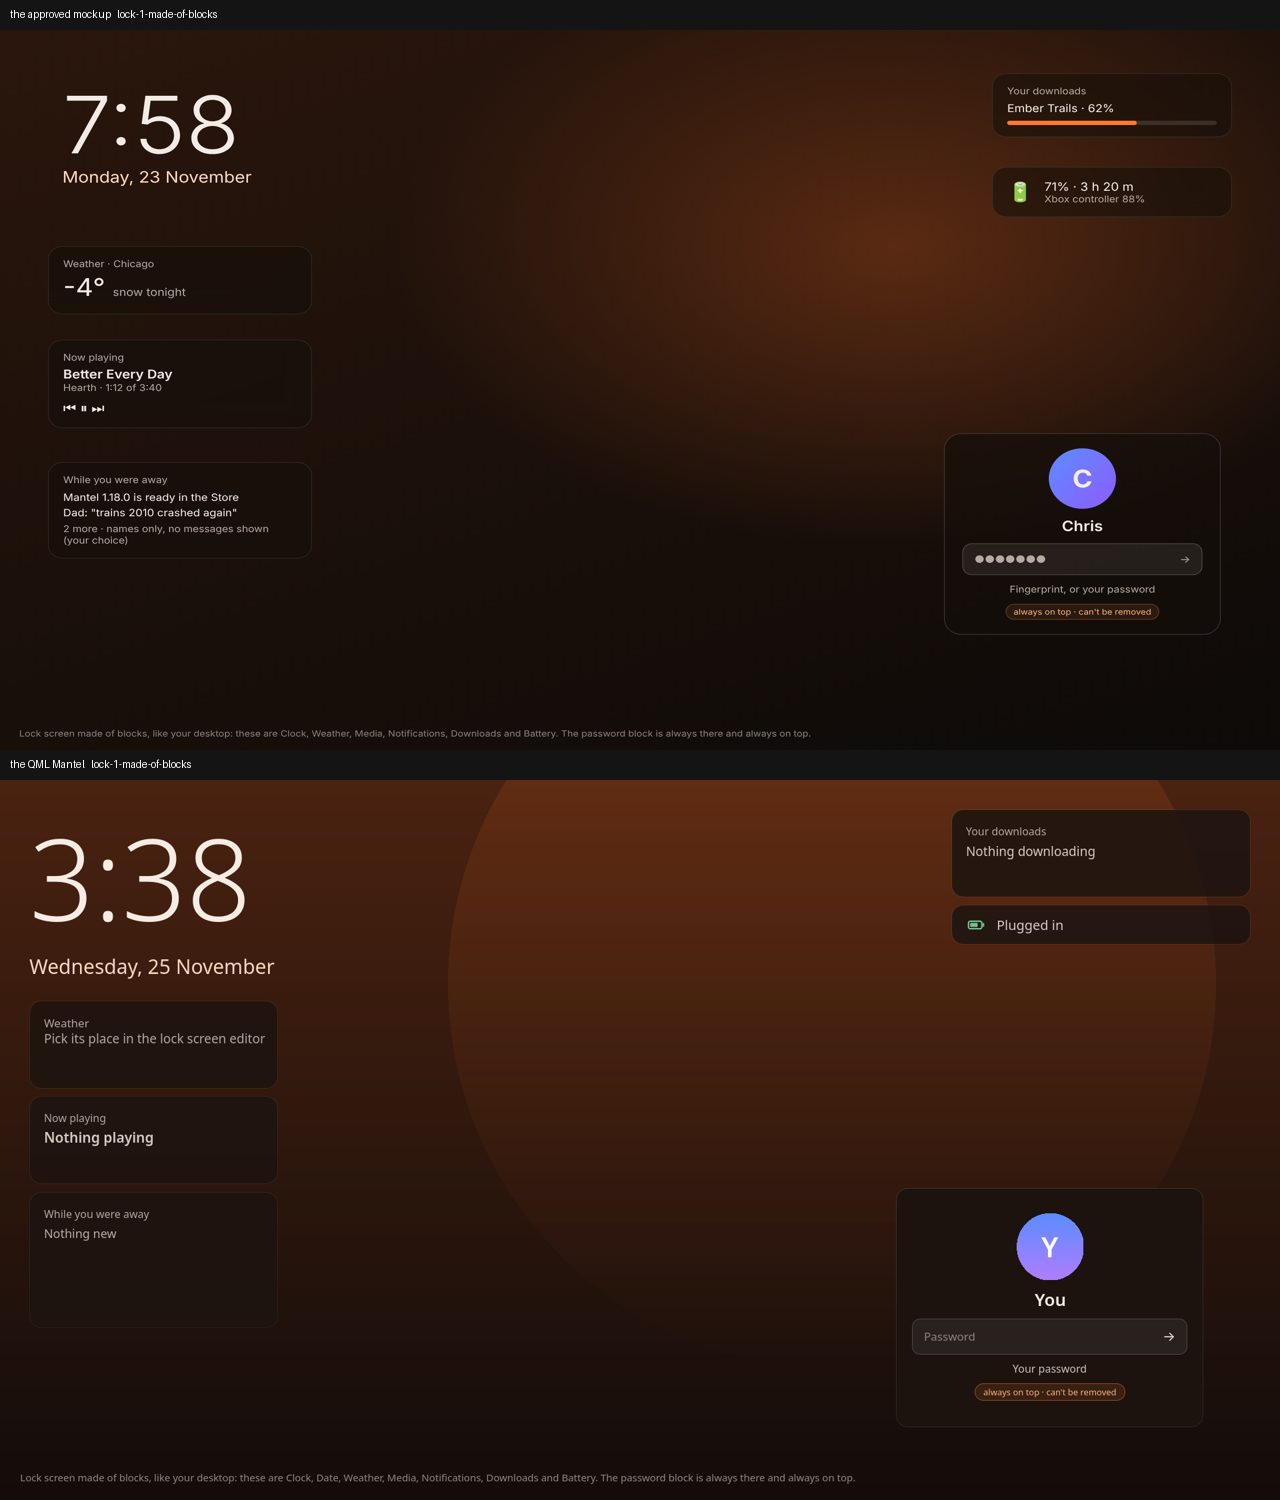 the approved mockup lock-1-made-of-blocks
7:58
Monday, 23 November
Your downloads
Ember Trails · 62%
71% · 3 h 20 m
Xbox controller 88%
Weather · Chicago
-4° snow tonight
Now playing
Better Every Day
Hearth · 1:12 of 3:40
While you were away
Mantel 1.18.0 is ready in the Store
Dad: "trains 2010 crashed again"
2 more · names only, no messages shown
(your choice)
C
Chris
Fingerprint, or your password
always on top · can't be removed
Lock screen made of blocks, like your desktop: these are Clock, Weather, Media, Notifications, Downloads and Battery. The password block is always there and always on top.
the QML Mantel lock-1-made-of-blocks
3:38
Wednesday, 25 November
Your downloads
Nothing downloading
Plugged in
Weather
Pick its place in the lock screen editor
Now playing
Nothing playing
While you were away
Nothing new
Y
You
Password
Your password
always on top · can't be removed
Lock screen made of blocks, like your desktop: these are Clock, Date, Weather, Media, Notifications, Downloads and Battery. The password block is always there and always on top.